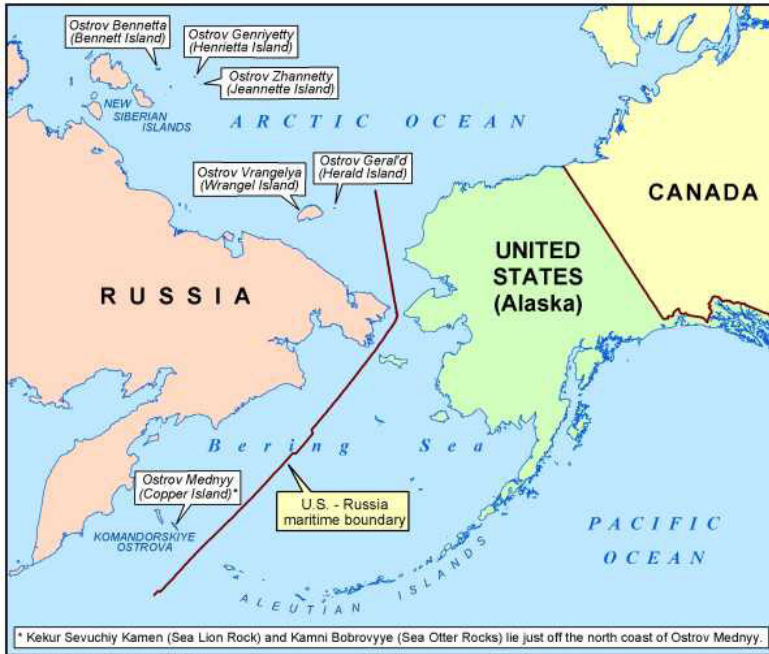 Ostrov Bennetta
(Bennett Island)
Ostrov Genriyetty
(Henrietta Island)
Ostrov Zhannetty
(Jeannette Island)
NEW
SIBERIAN
ISLANDS
ARCTIC OCEAN
Ostrov Vrangelya
(Wrangel Island)
Ostrov Geral'd
(Herald Island)
CANADA
UNITED
STATES
(Alaska)
RUSSIA
Bering Sea
Ostrov Mednyy
(Copper Island)*
U.S. - Russia
maritime boundary
KOMANDORSKIYE
OSTROVA
PACIFIC
OCEAN
ALEUTIAN ISLANDS
* Kekur Sevuchiy Kamen (Sea Lion Rock) and Kamni Bobrovyye (Sea Otter Rocks) lie just off the north coast of Ostrov Mednyy.